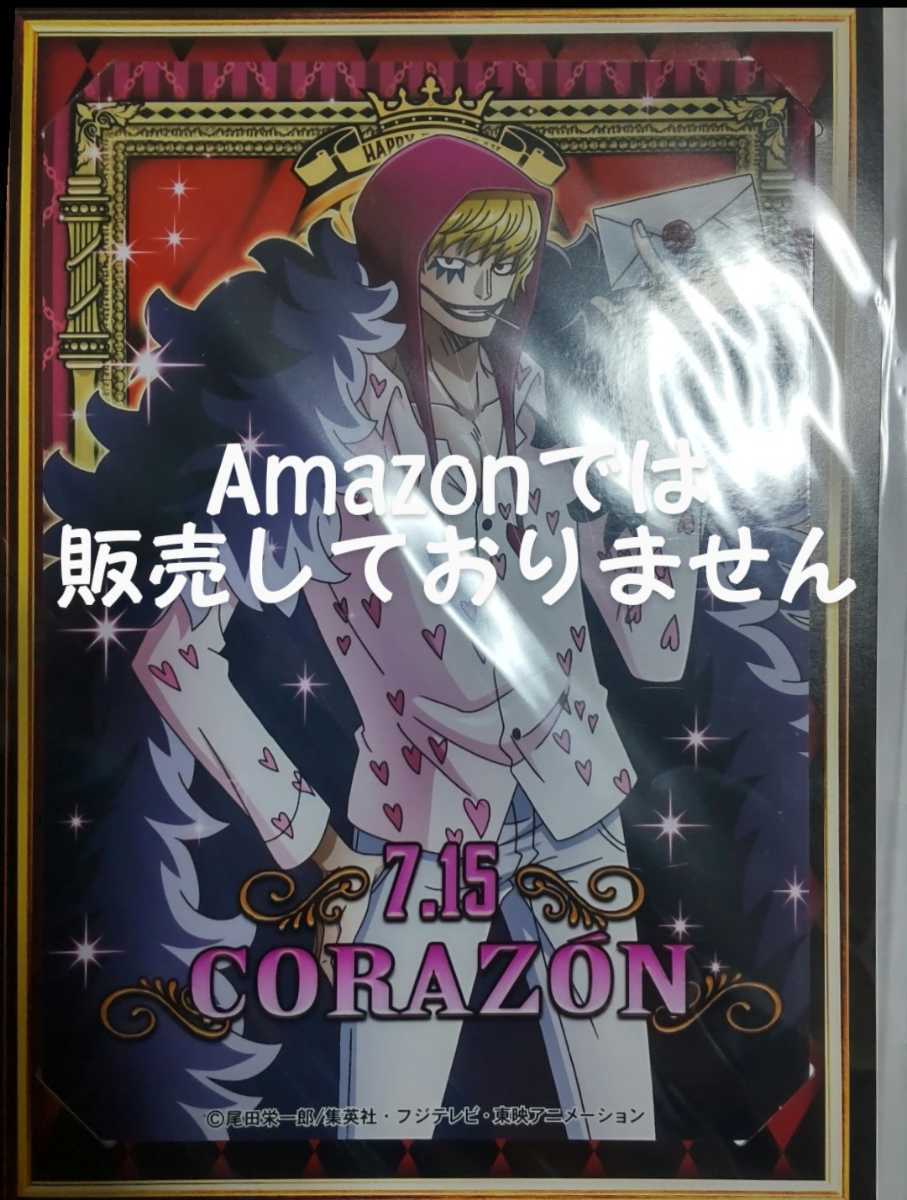 HAPPY
Amazonでは
販売しておりません
7.15
CORAZÓN
©尾田栄一郎/集英社・フジテレビ・東映アニメーション